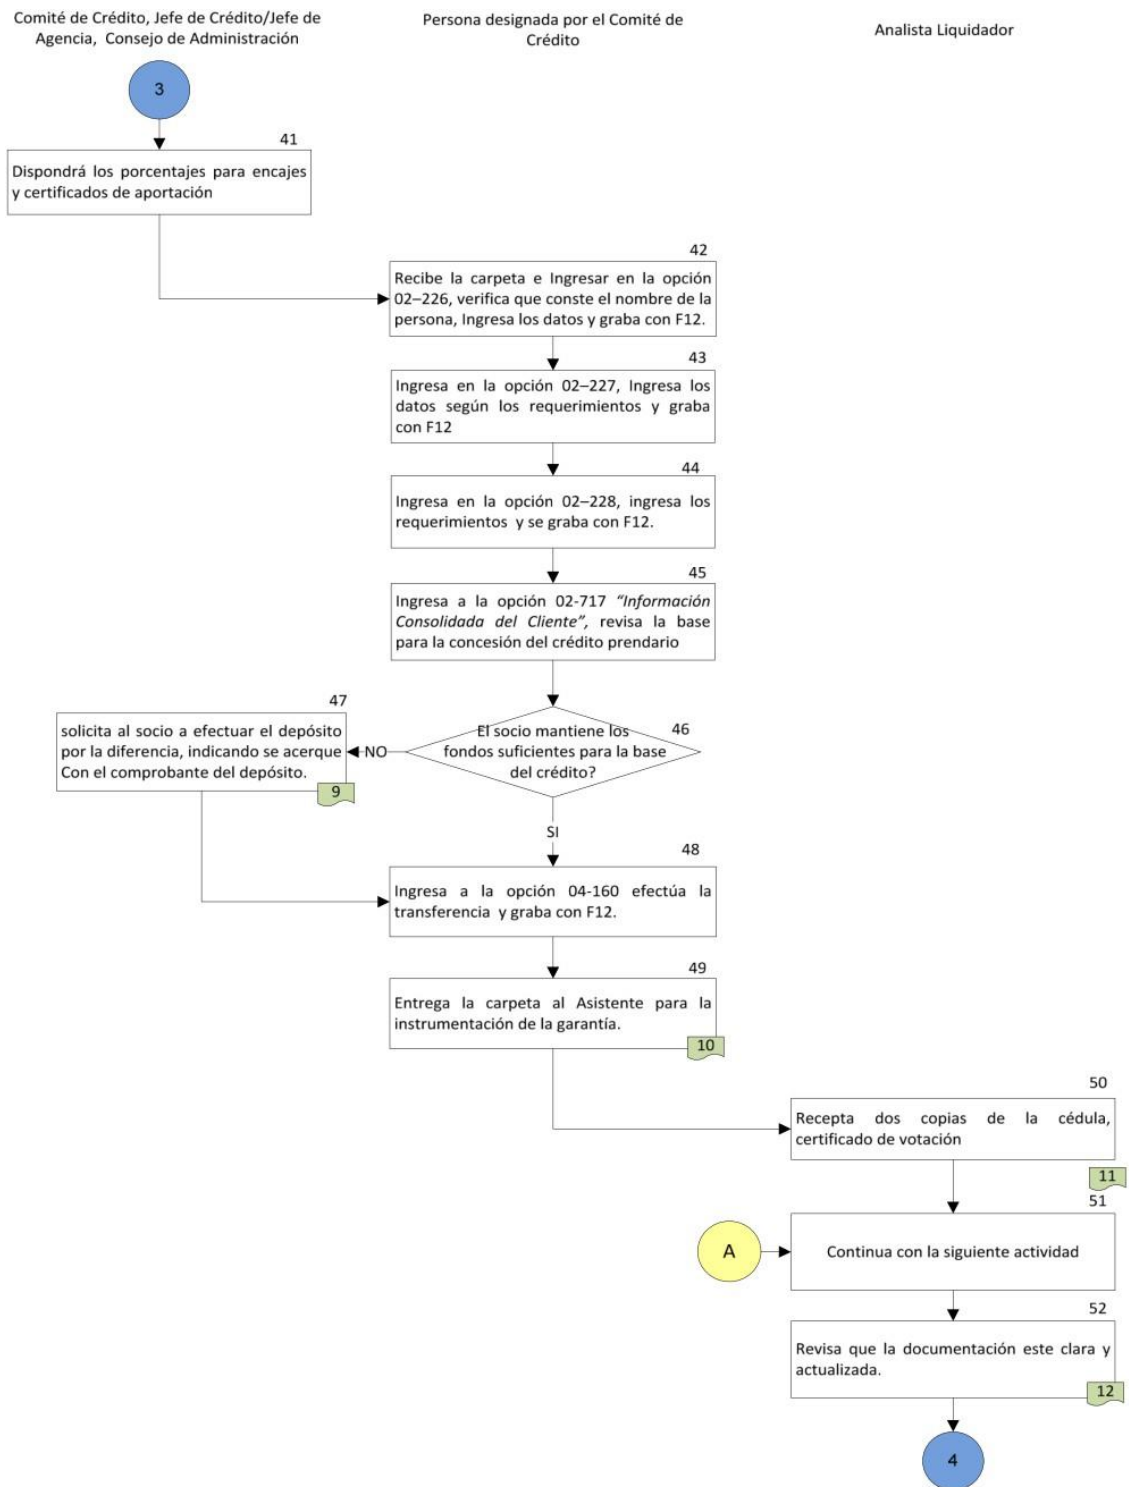 Comité de Crédito, Jefe de Crédito/Jefe de
Agencia,  Consejo de Administración
Persona designada por el Comité de
Crédito
Analista Liquidador
3
41
Dispondrá los porcentajes para encajes
y certificados de aportación
42
Recibe la carpeta e Ingresar en la opción
02–226, verifica que conste el nombre de la
persona, Ingresa los datos y graba con F12.
43
Ingresa en la opción 02–227, Ingresa los
datos según los requerimientos y graba
con F12
44
Ingresa en la opción 02–228, ingresa los
requerimientos  y se graba con F12.
45
Ingresa a la opción 02-717 “Información
Consolidada del Cliente”, revisa la base
para la concesión del crédito prendario
46
El socio mantiene los
fondos suficientes para la base
del crédito?
NO
47
solicita al socio a efectuar el depósito
por la diferencia, indicando se acerque
Con el comprobante del depósito.
9
SI
48
Ingresa a la opción 04-160 efectúa la
transferencia  y graba con F12.
49
Entrega la carpeta al Asistente para la
instrumentación de la garantía.
10
50
Recepta dos copias de la cédula,
certificado de votación
11
51
A
Continua con la siguiente actividad
52
Revisa que la documentación este clara y
actualizada.
12
4